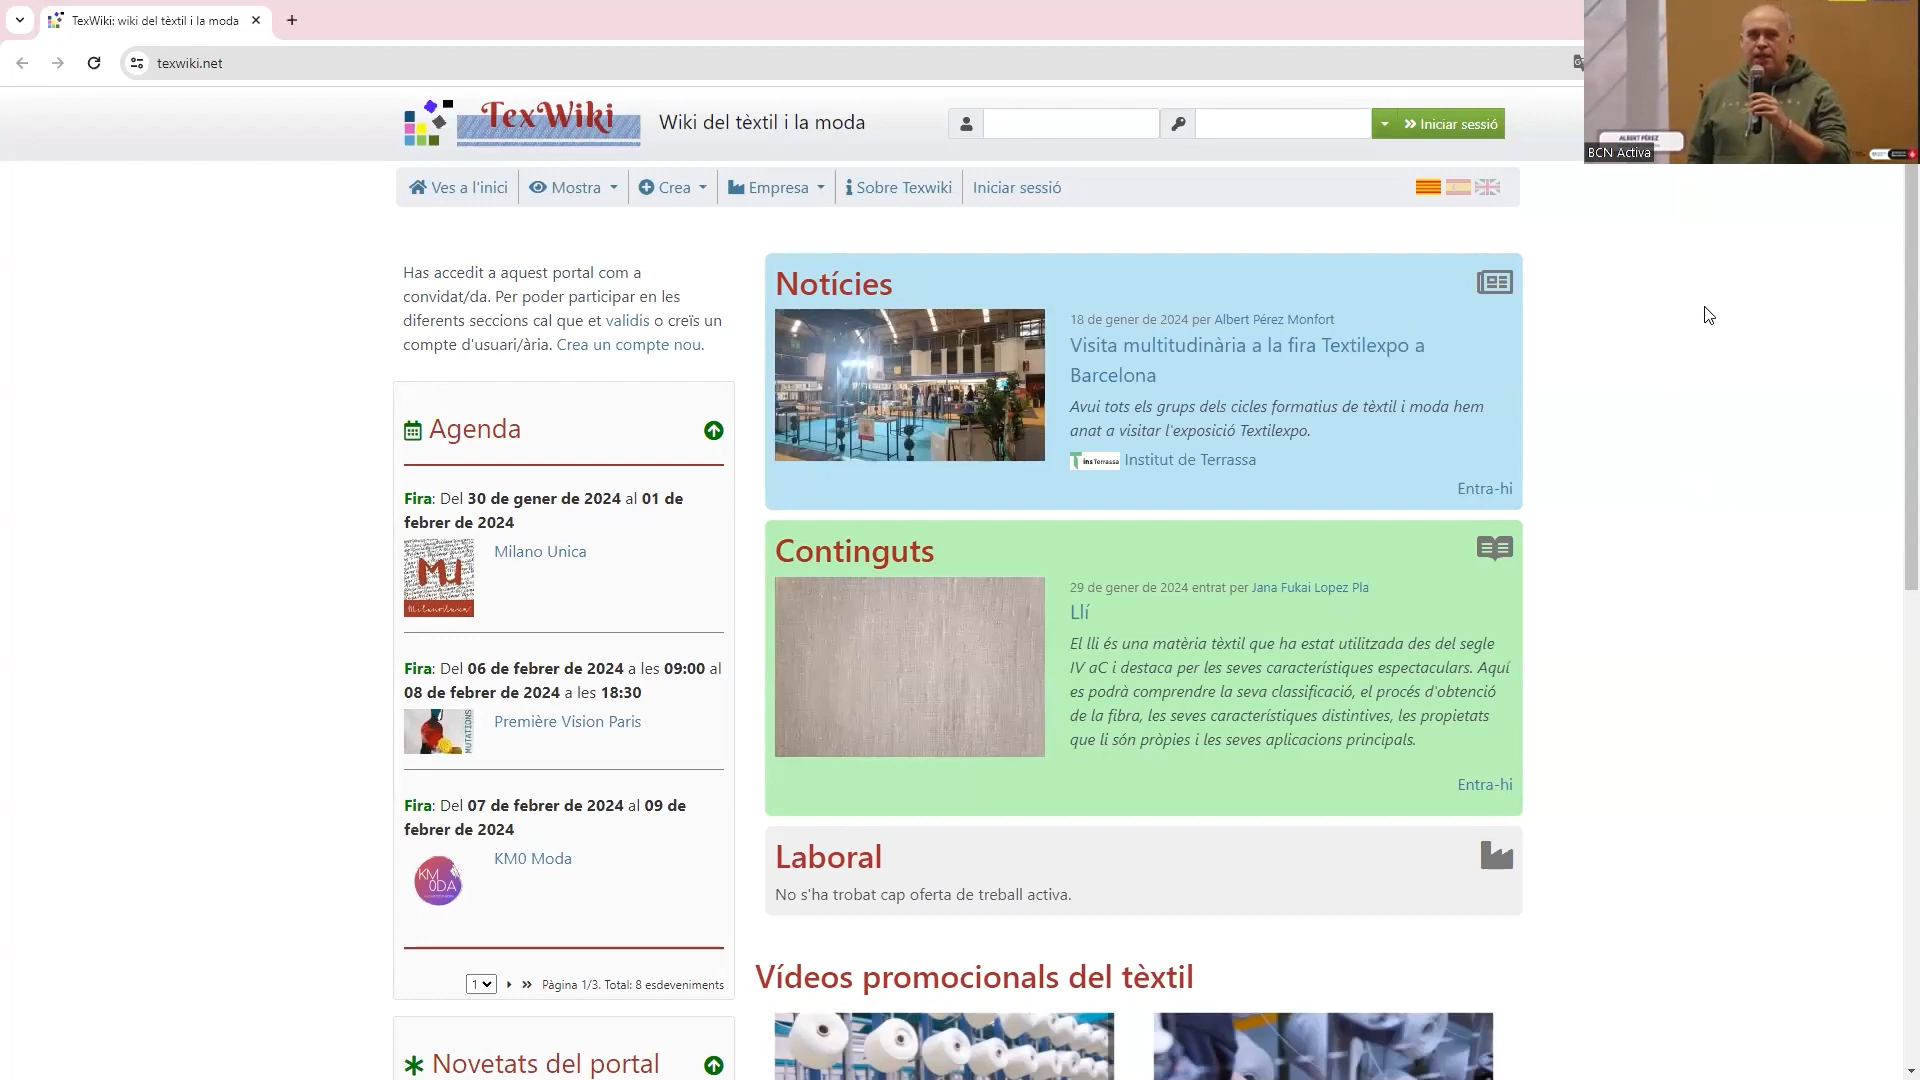 TexWiki: wiki del tèxtil i la moda
texwiki.net
TexWiki
Wiki del tèxtil i la moda
Iniciar sessió
ALBERT PÉREZ
BCN Activa
Ves a l'inici
Mostra
Crea
Empresa
Sobre Texwiki
Iniciar sessió
Has accedit a aquest portal com a
convidat/da. Per poder participar en les
diferents seccions cal que et validis o creïs un
compte d'usuari/ària. Crea un compte nou.
Agenda
Fira: Del 30 de gener de 2024 al 01 de
febrer de 2024
MU
Milano Unica
Milano Unica
Fira: Del 06 de febrer de 2024 a les 09:00 al
08 de febrer de 2024 a les 18:30
MUTATIONS
Première Vision Paris
Fira: Del 07 de febrer de 2024 al 09 de
febrer de 2024
KM
0DA
KM0 Moda
1
Pàgina 1/3. Total: 8 esdeveniments
Novetats del portal
Notícies
18 de gener de 2024 per Albert Pérez Monfort
Visita multitudinària a la fira Textilexpo a
Barcelona
Avui tots els grups dels cicles formatius de tèxtil i moda hem
anat a visitar l'exposició Textilexpo.
insTerrassa
Institut de Terrassa
Entra-hi
Continguts
29 de gener de 2024 entrat per Jana Fukai Lopez Pla
Llí
El lli és una matèria tèxtil que ha estat utilitzada des del segle
IV aC i destaca per les seves característiques espectaculars. Aquí
es podrà comprendre la seva classificació, el procés d'obtenció
de la fibra, les seves característiques distintives, les propietats
que li són pròpies i les seves aplicacions principals.
Entra-hi
Laboral
No s'ha trobat cap oferta de treball activa.
Vídeos promocionals del tèxtil